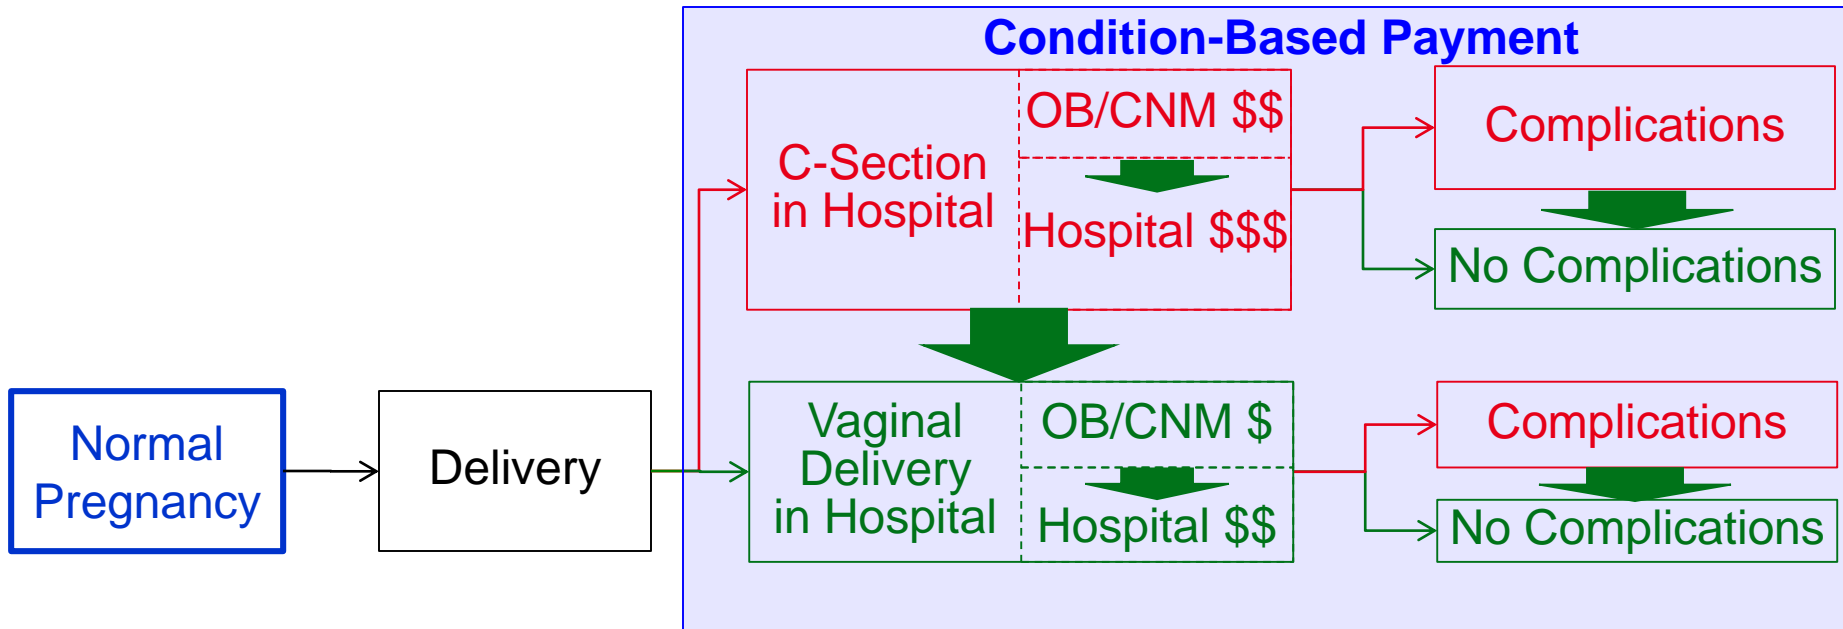 Condition-Based Payment
Normal
Pregnancy
Delivery
C-Section
in Hospital
OB/CNM $$
Hospital $$$
Complications
No Complications
Vaginal
Delivery
in Hospital
OB/CNM $
Hospital $$
Complications
No Complications